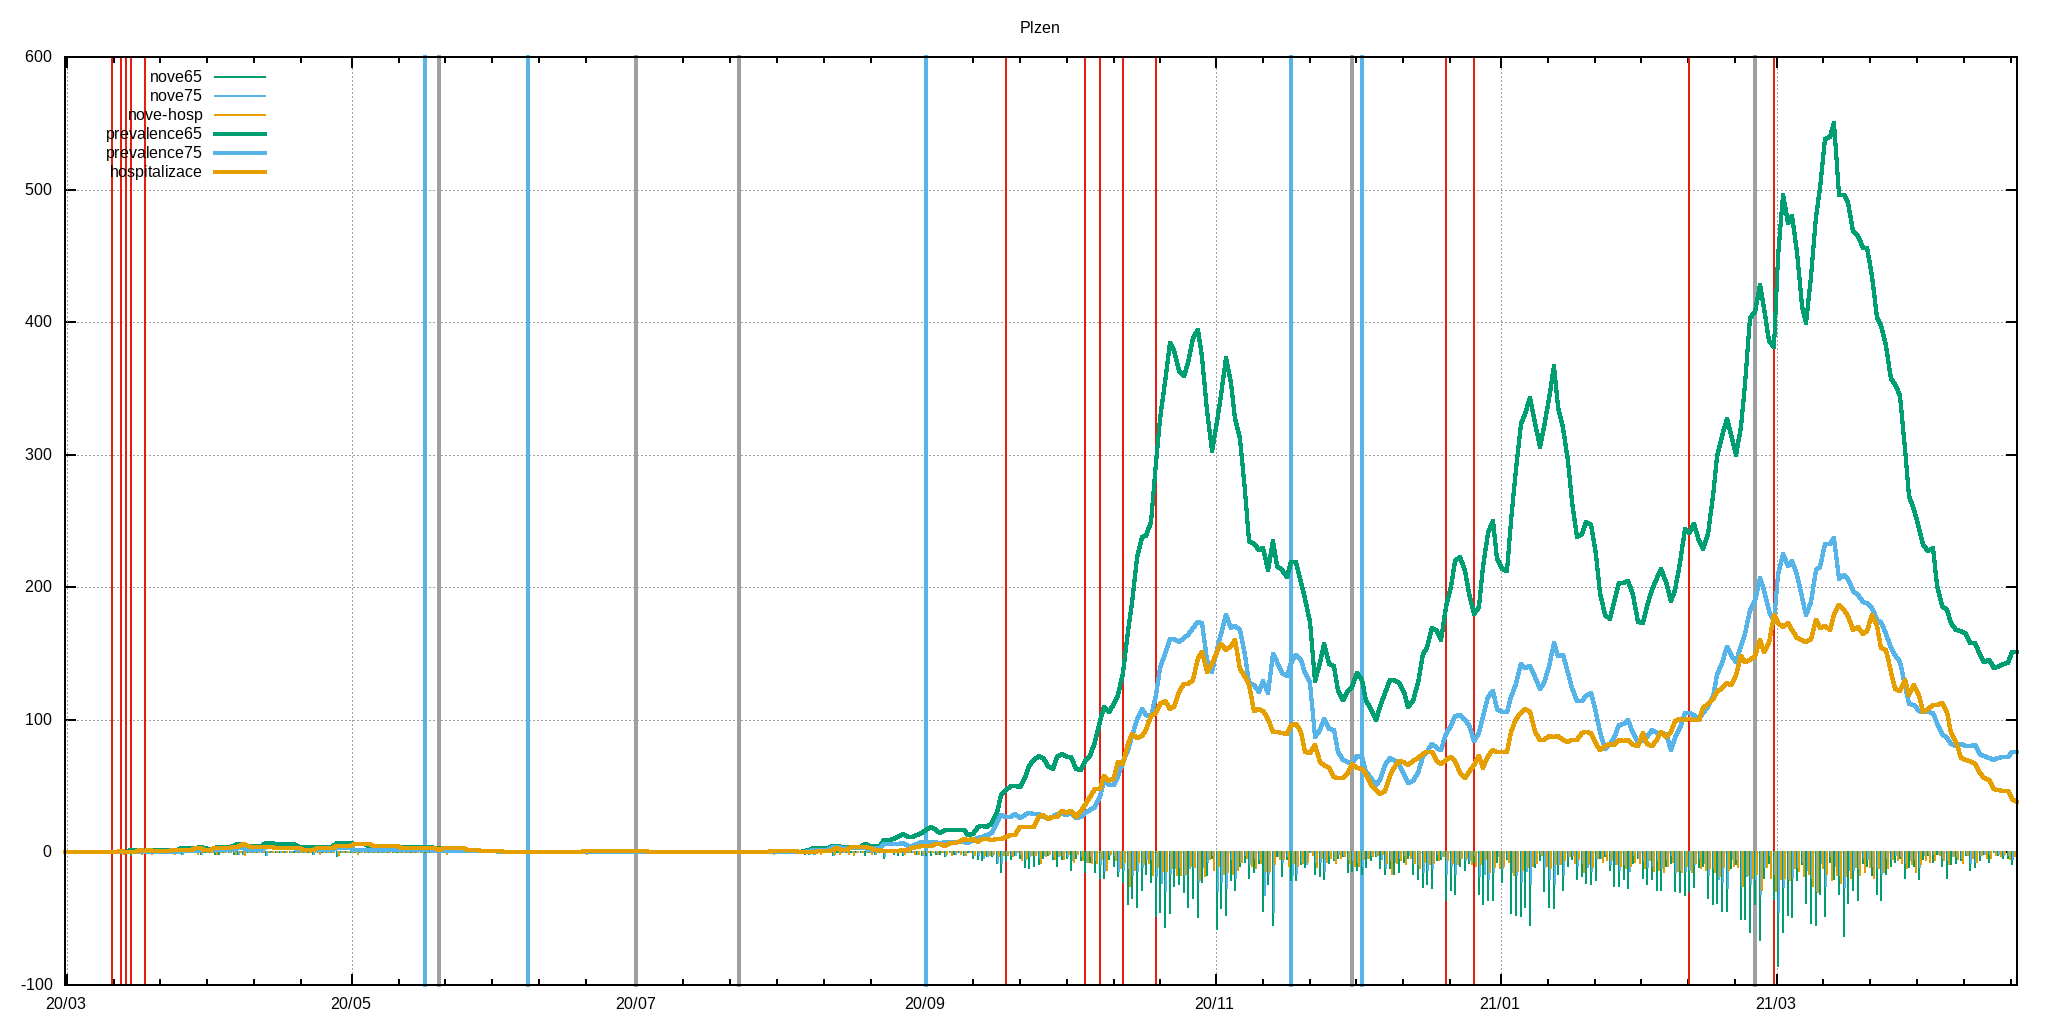 Plzen
600
500
400
300
200
100
0
-100
nove65
nove75
nove-hosp
prevalence65
prevalence75
hospitalizace
20/03 20/05 20/07 20/09 20/11 21/01 21/03